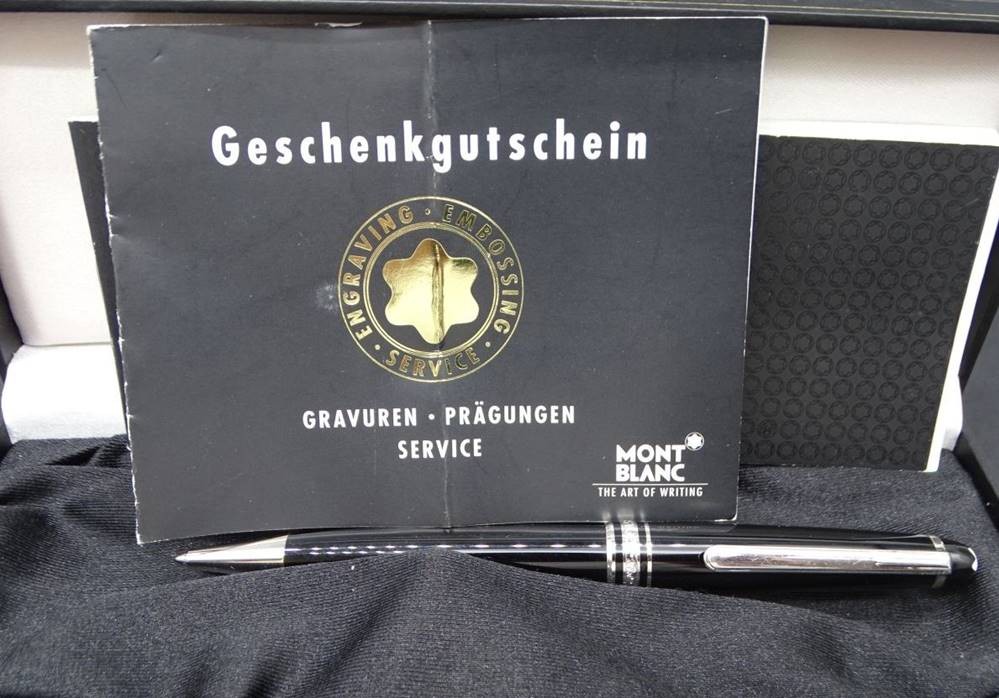 Geschenkgutschein
ENGRAVING · EMBOSSING · SERVICE ·
GRAVUREN · PRÄGUNGEN
SERVICE
MONT
BLANC
THE ART OF WRITING